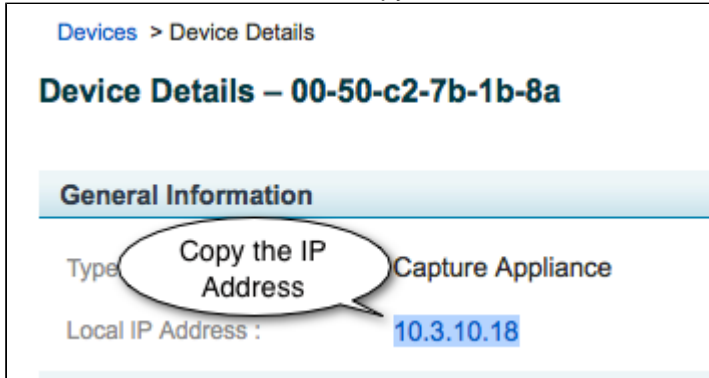 Devices > Device Details
Device Details – 00-50-c2-7b-1b-8a
General Information
Type
Copy the IP
Address
Capture Appliance
Local IP Address :
10.3.10.18